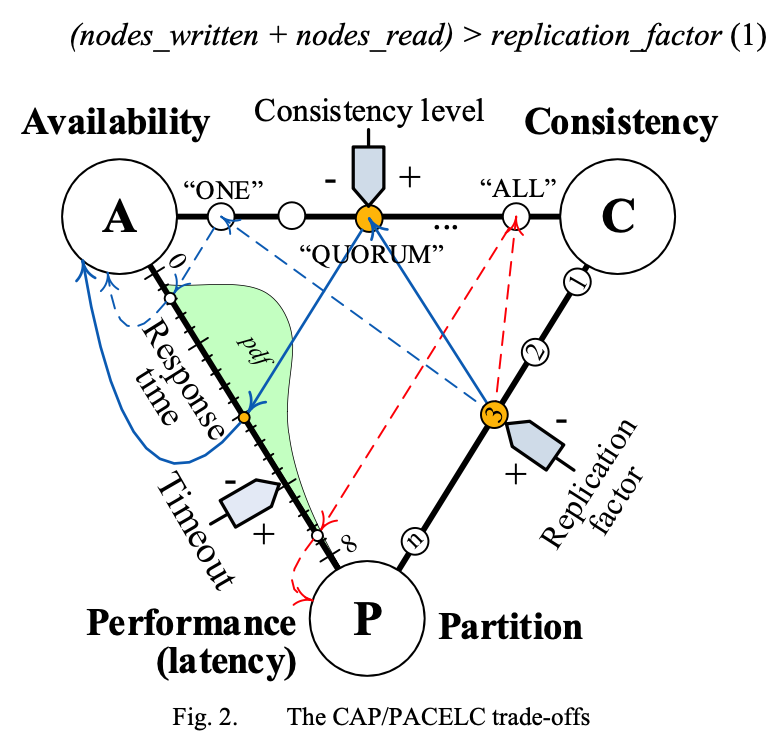 (nodes_written + nodes_read) > replication_factor (1)
Availability
Consistency level
Consistency
- +
“ONE”
“ALL”
A
...
C
“QUORUM”
0
1
pdf
2
Response
time
3
- +
Replication
factor
Timeout
- +
∞
n
Performance
(latency)
P
Partition
Fig. 2. The CAP/PACELC trade-offs